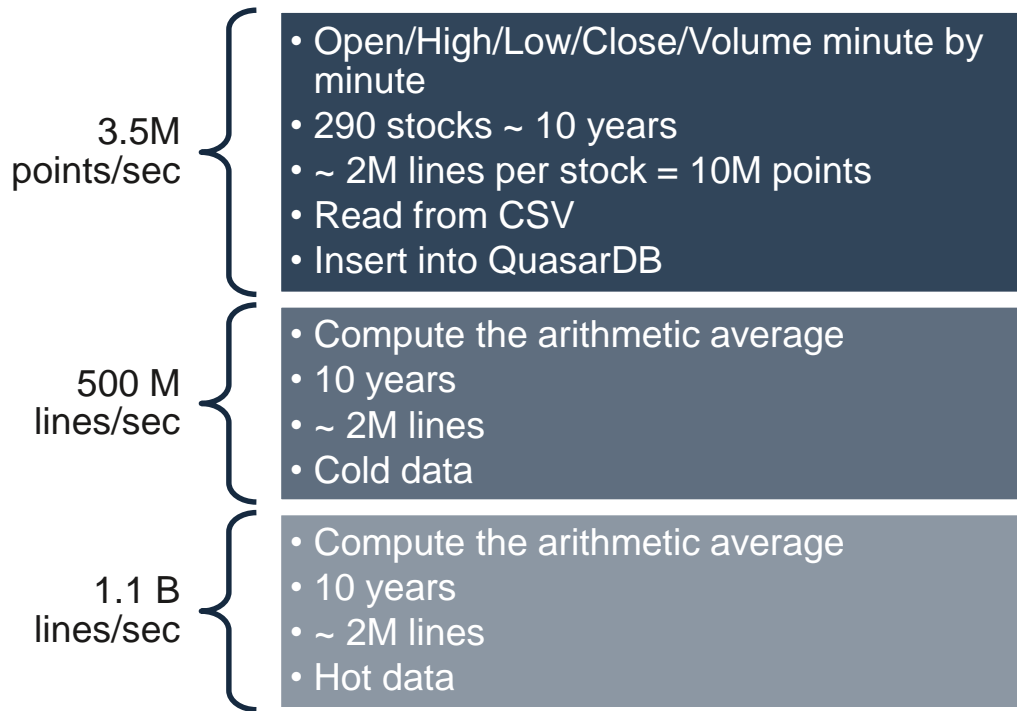 3.5M
points/sec
• Open/High/Low/Close/Volume minute by
minute
• 290 stocks ~ 10 years
• ~ 2M lines per stock = 10M points
• Read from CSV
• Insert into QuasarDB
500 M
lines/sec
• Compute the arithmetic average
• 10 years
• ~ 2M lines
• Cold data
1.1 B
lines/sec
• Compute the arithmetic average
• 10 years
• ~ 2M lines
• Hot data